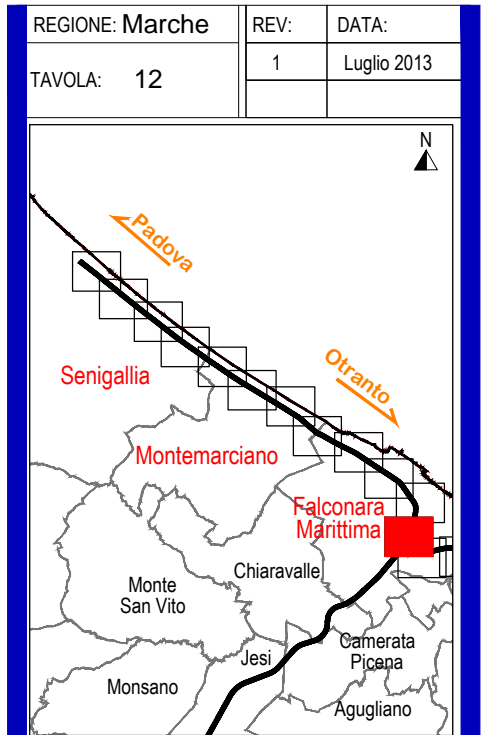 REGIONE: Marche
REV:
DATA:
TAVOLA: 12
1
Luglio 2013
N
Padova
Otranto
Senigallia
Montemarciano
Falconara
Marittima
Chiaravalle
Monte
San Vito
Jesi
Camerata
Picena
Monsano
Agugliano